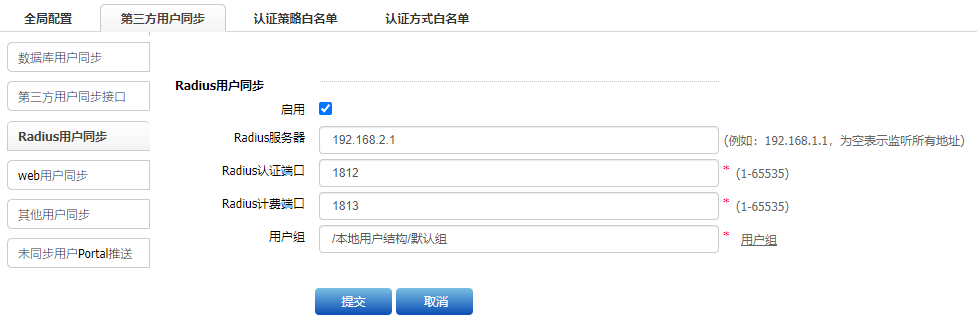 全局配置 第三方用户同步 认证策略白名单 认证方式白名单
数据库用户同步
第三方用户同步接口
Radius用户同步
web用户同步
其他用户同步
未同步用户Portal推送
Radius用户同步
启用
Radius服务器 192.168.2.1 (例如：192.168.1.1，为空表示监听所有地址)
Radius认证端口 1812 * (1-65535)
Radius计费端口 1813 * (1-65535)
用户组 /本地用户结构/默认组 * 用户组
提交 取消